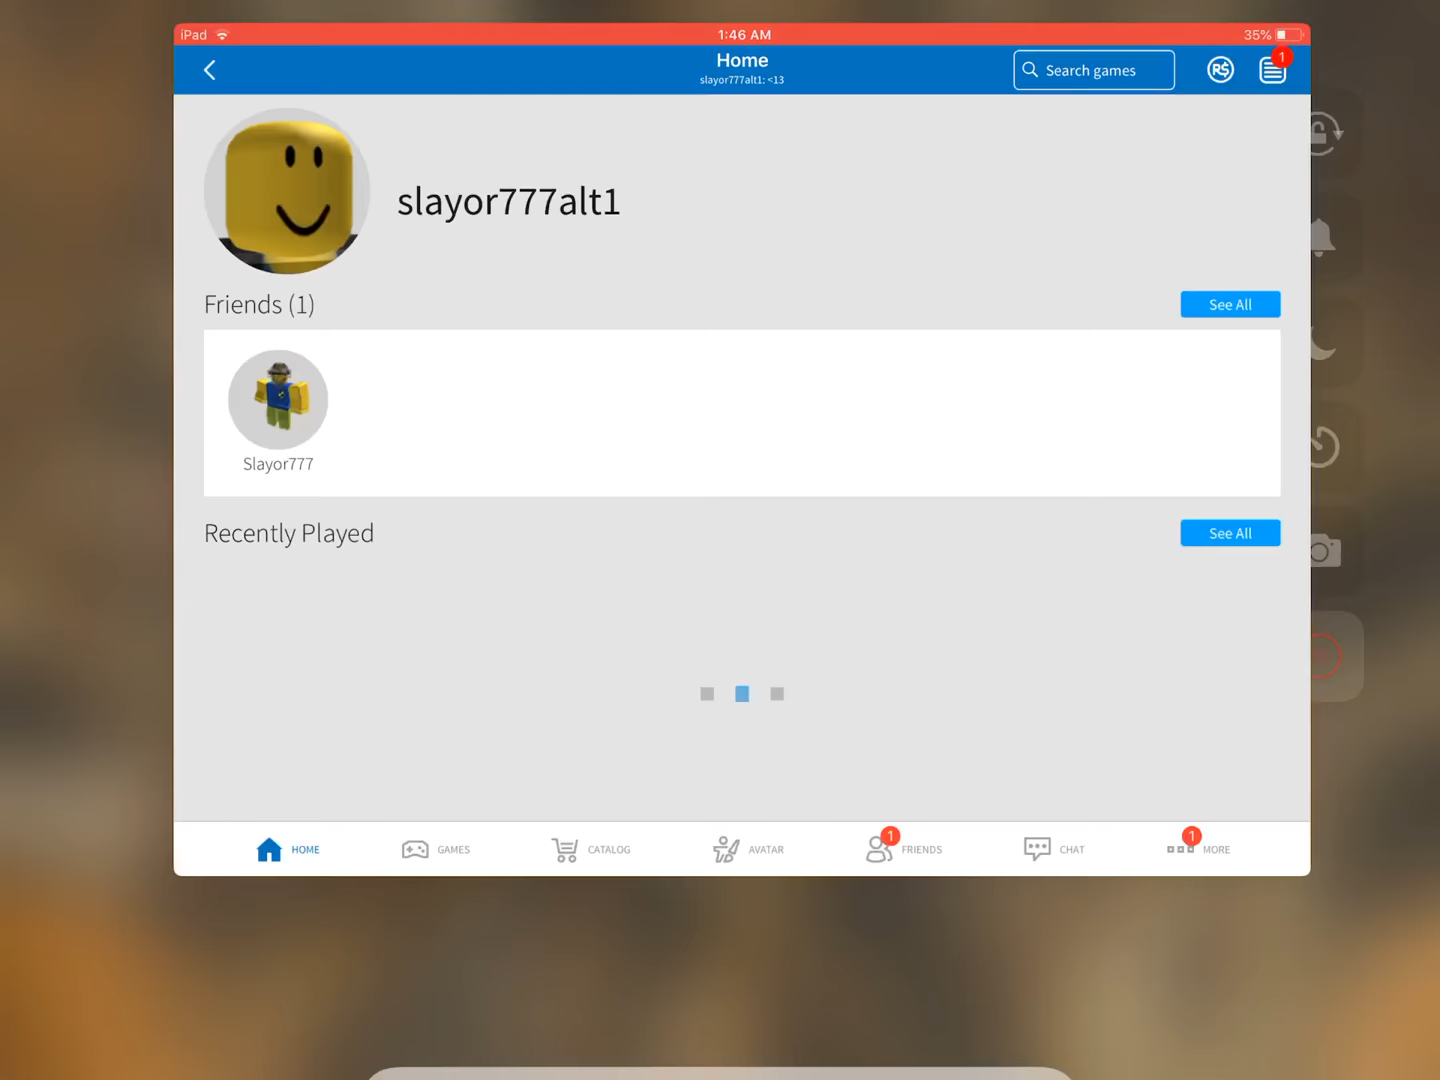 iPad
1:46 AM
35%
Home
slayor777alt1: <13
Search games
R$
1
slayor777alt1
Friends (1)
See All
Slayor777
Recently Played
See All
HOME
GAMES
CATALOG
AVATAR
1
FRIENDS
CHAT
1
MORE